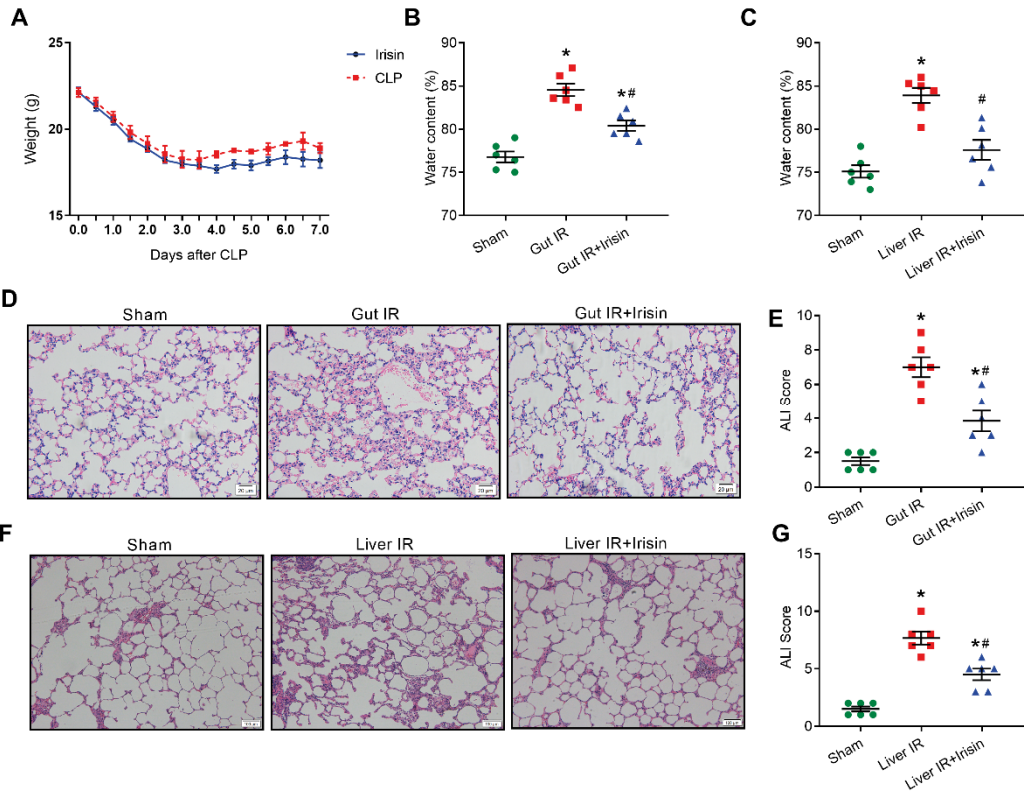 A
25
20
15
Weight (g)
0.0 1.0 2.0 3.0 4.0 5.0 6.0 7.0
Days after CLP
Irisin
CLP
B
90
85
80
75
70
Water content (%)
*
*#
Sham
Gut IR
Gut IR+Irisin
C
90
85
80
75
70
Water content (%)
*
#
Sham
Liver IR
Liver IR+Irisin
D
Sham
Gut IR
Gut IR+Irisin
20 μm
20 μm
20 μm
E
10
8
6
4
2
0
ALI Score
*
*#
Sham
Gut IR
Gut IR+Irisin
F
Sham
Liver IR
Liver IR+Irisin
G
15
10
5
0
ALI Score
*
*#
Sham
Liver IR
Liver IR+Irisin